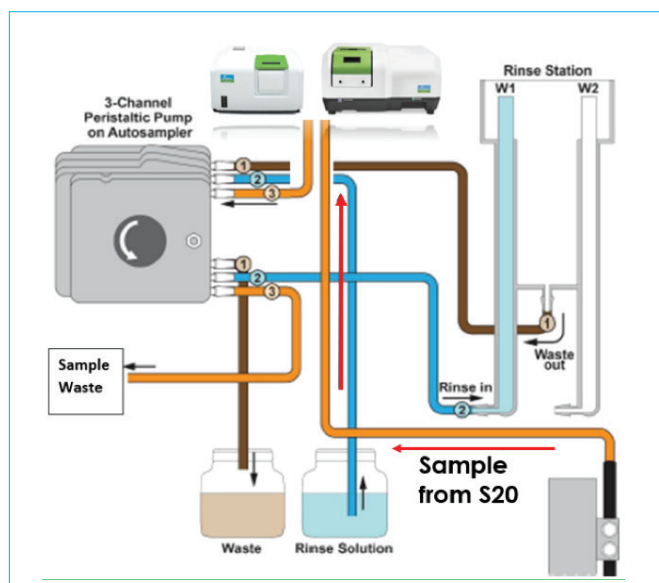 Rinse Station
W1
W2
3-Channel
Peristaltic Pump
on Autosampler
1
2
3
1
2
3
1
Waste
out
Sample
Waste
Rinse in
2
Sample
from S20
Waste
Rinse Solution